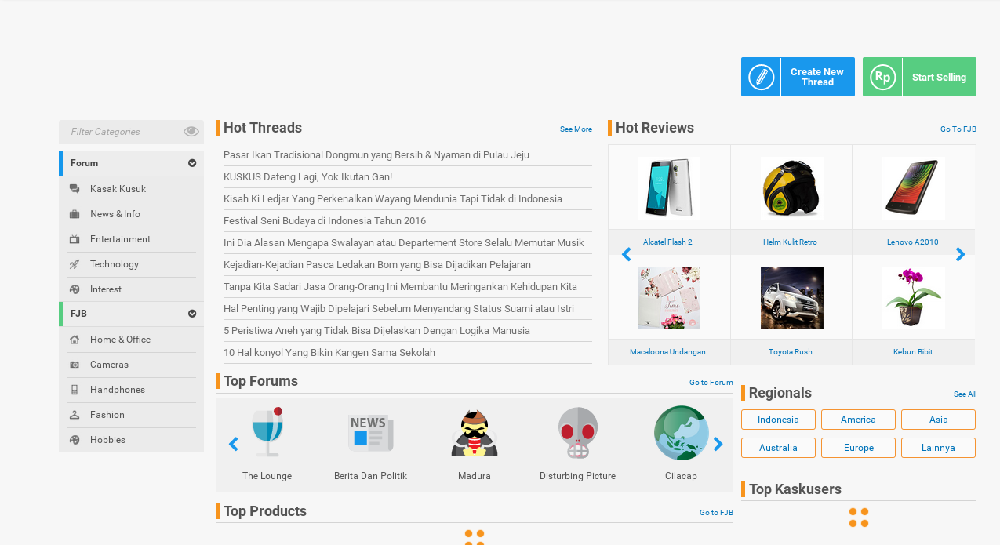 Create New
Thread
Rp
Start Selling
Filter Categories
Forum
Kasak Kusuk
News & Info
Entertainment
Technology
Interest
FJB
Home & Office
Cameras
Handphones
Fashion
Hobbies
Hot Threads
See More
Pasar Ikan Tradisional Dongmun yang Bersih & Nyaman di Pulau Jeju
KUSKUS Dateng Lagi, Yok Ikutan Gan!
Kisah Ki Ledjar Yang Perkenalkan Wayang Mendunia Tapi Tidak di Indonesia
Festival Seni Budaya di Indonesia Tahun 2016
Ini Dia Alasan Mengapa Swalayan atau Departement Store Selalu Memutar Musik
Kejadian-Kejadian Pasca Ledakan Bom yang Bisa Dijadikan Pelajaran
Tanpa Kita Sadari Jasa Orang-Orang Ini Membantu Meringankan Kehidupan Kita
Hal Penting yang Wajib Dipelajari Sebelum Menyandang Status Suami atau Istri
5 Peristiwa Aneh yang Tidak Bisa Dijelaskan Dengan Logika Manusia
10 Hal konyol Yang Bikin Kangen Sama Sekolah
Hot Reviews
Go To FJB
Alcatel Flash 2
Helm Kulit Retro
Lenovo A2010
Macaloona Undangan
Toyota Rush
Kebun Bibit
Top Forums
Go to Forum
NEWS
The Lounge
Berita Dan Politik
Madura
Disturbing Picture
Cilacap
Regionals
See All
Indonesia
America
Asia
Australia
Europe
Lainnya
Top Kaskusers
Top Products
Go to FJB